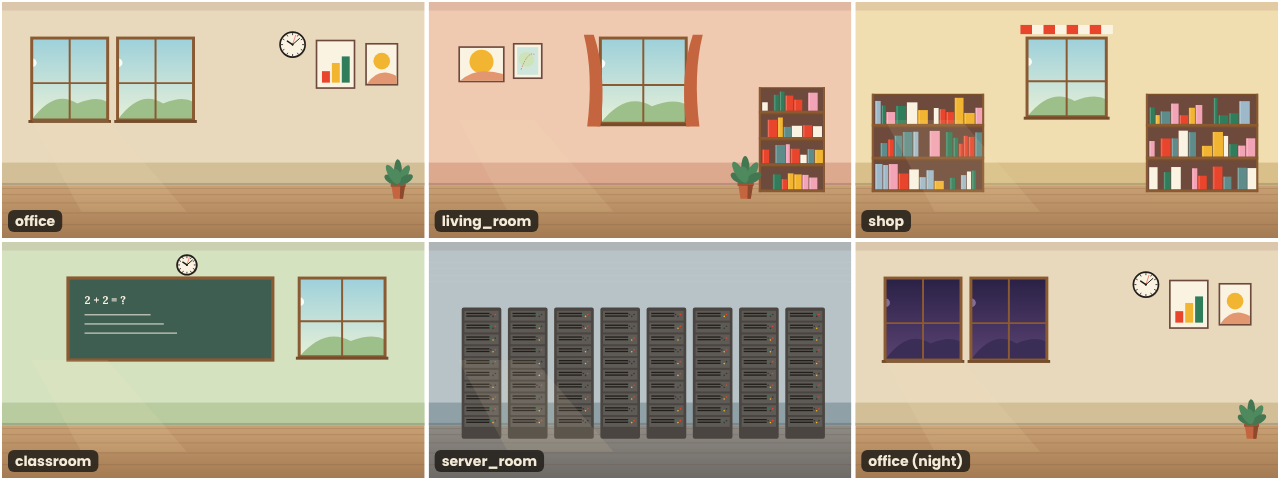 office
living_room
shop
2 + 2 = ?
classroom
server_room
office (night)